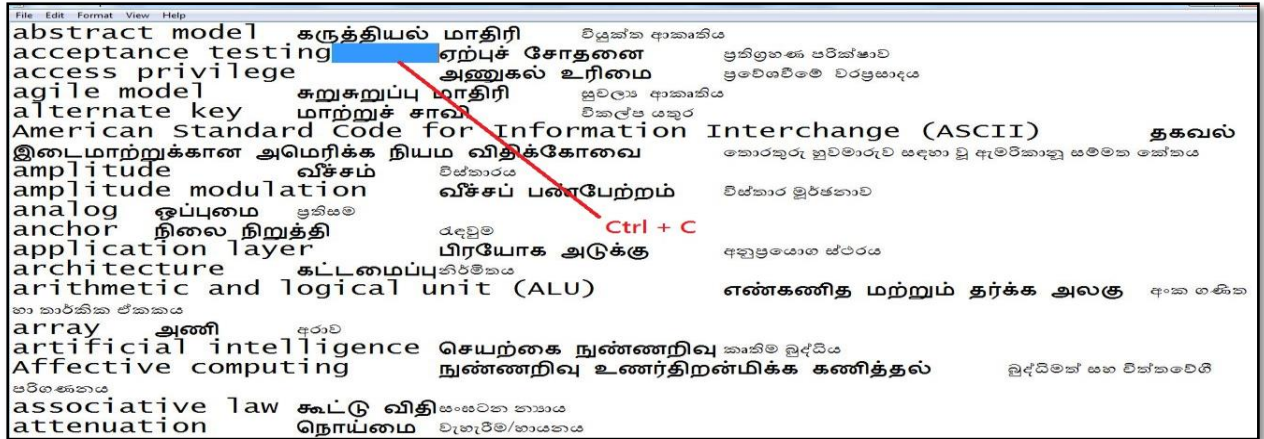 File Edit Format View Help
abstract model கருத்தியல் மாதிரி වියුක්ත ආකෘතිය
acceptance testing ஏற்புச் சோதனை ප්‍රතිග්‍රහණ පරික්ෂාව
access privilege அணுகல் உரிமை ප්‍රවේශවීමේ වරප්‍රසාදය
agile model சுறுசுறுப்பு மாதிரி සුචල්‍ය ආකෘතිය
alternate key மாற்றுச் சாவி විකල්ප යතුර
American Standard Code for Information Interchange (ASCII) தகவல்
இடைமாற்றுக்கான அமெரிக்க நியம விதிக்கோவை තොරතුරු හුවමාරුව සඳහා වූ ඇමරිකානු සම්මත කේතය
amplitude வீச்சம் විස්තාරය
amplitude modulation வீச்சப் பண்பேற்றம் විස්තාර මූර්ඡනාව
analog ஒப்புமை ප්‍රතිසම
anchor நிலை நிறுத்தி රැඳවුම
Ctrl + C
application layer பிரயோக அடுக்கு අනුප්‍රයොග ස්ථරය
architecture கட்டமைப்பு නිර්මිතය
arithmetic and logical unit (ALU) எண்கணித மற்றும் தர்க்க அலகு අංක ගණිත
හා තාර්කික ඒකකය
array அணி අරාව
artificial intelligence செயற்கை நுண்ணறிவு කෘතිම බුද්ධිය
Affective computing நுண்ணறிவு உணர்திறன்மிக்க கணித்தல் බුද්ධිමත් සහ චිත්තවේගී
පරිගණනය
associative law கூட்டு விதி සංඝටන න්‍යාය
attenuation நொய்மை වැහැරීම/හායනය